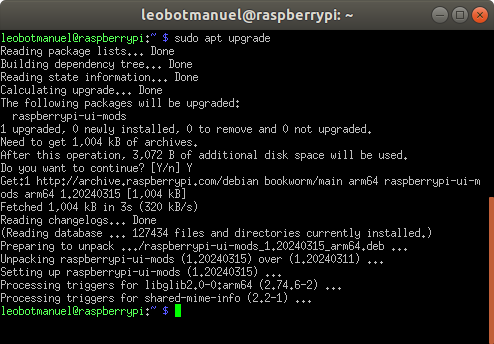 leobotmanuel@raspberrypi: ~
leobotmanuel@raspberrypi:~ $ sudo apt upgrade
Reading package lists... Done
Building dependency tree... Done
Reading state information... Done
Calculating upgrade... Done
The following packages will be upgraded:
  raspberrypi-ui-mods
1 upgraded, 0 newly installed, 0 to remove and 0 not upgraded.
Need to get 1,004 kB of archives.
After this operation, 3,072 B of additional disk space will be used.
Do you want to continue? [Y/n] Y
Get:1 http://archive.raspberrypi.com/debian bookworm/main arm64 raspberrypi-ui-m
ods arm64 1.20240315 [1,004 kB]
Fetched 1,004 kB in 3s (320 kB/s)
Reading changelogs... Done
(Reading database ... 127434 files and directories currently installed.)
Preparing to unpack .../raspberrypi-ui-mods_1.20240315_arm64.deb ...
Unpacking raspberrypi-ui-mods (1.20240315) over (1.20240311) ...
Setting up raspberrypi-ui-mods (1.20240315) ...
Processing triggers for libglib2.0-0:arm64 (2.74.6-2) ...
Processing triggers for shared-mime-info (2.2-1) ...
leobotmanuel@raspberrypi:~ $